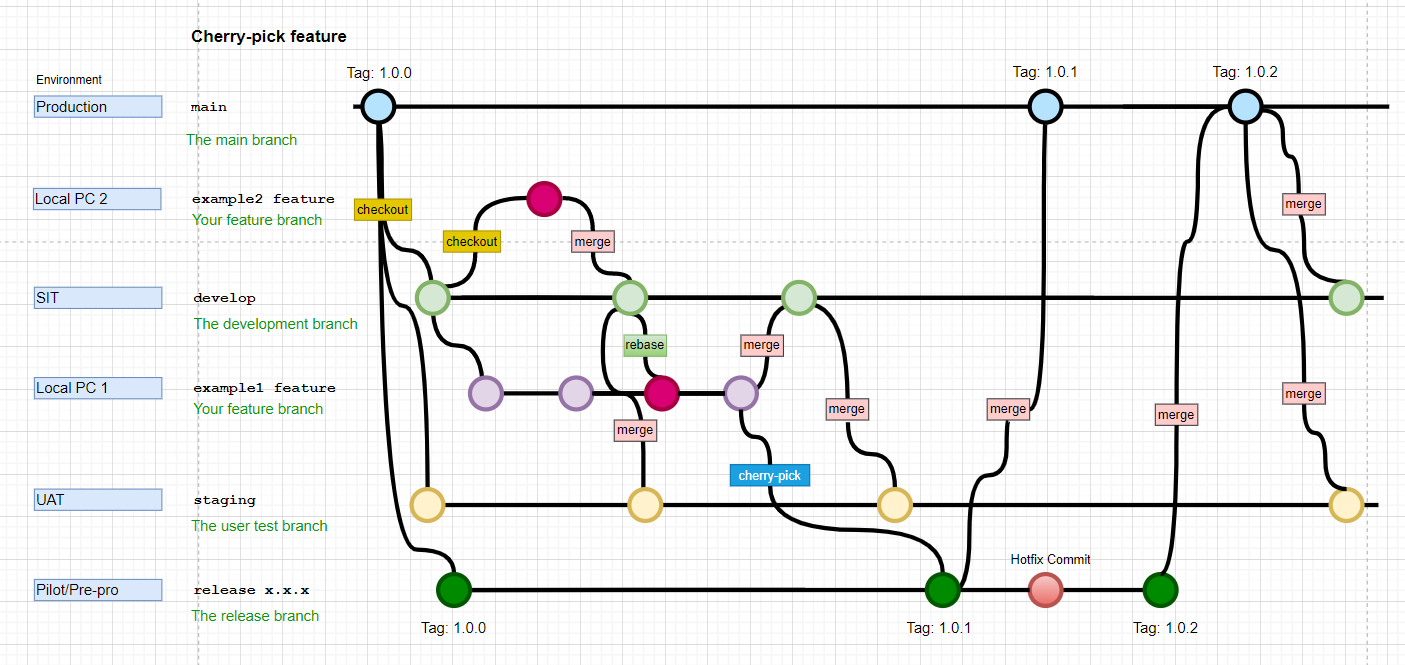 Cherry-pick feature
Tag: 1.0.0
Tag: 1.0.1
Tag: 1.0.2
Environment
Production
main
The main branch
Local PC 2
example2 feature
checkout
merge
Your feature branch
checkout
merge
SIT
develop
The development branch
rebase
merge
Local PC 1
example1 feature
merge
Your feature branch
merge
merge
merge
merge
cherry-pick
UAT
staging
The user test branch
Hotfix Commit
Pilot/Pre-pro
release x.x.x
The release branch
Tag: 1.0.0
Tag: 1.0.1
Tag: 1.0.2